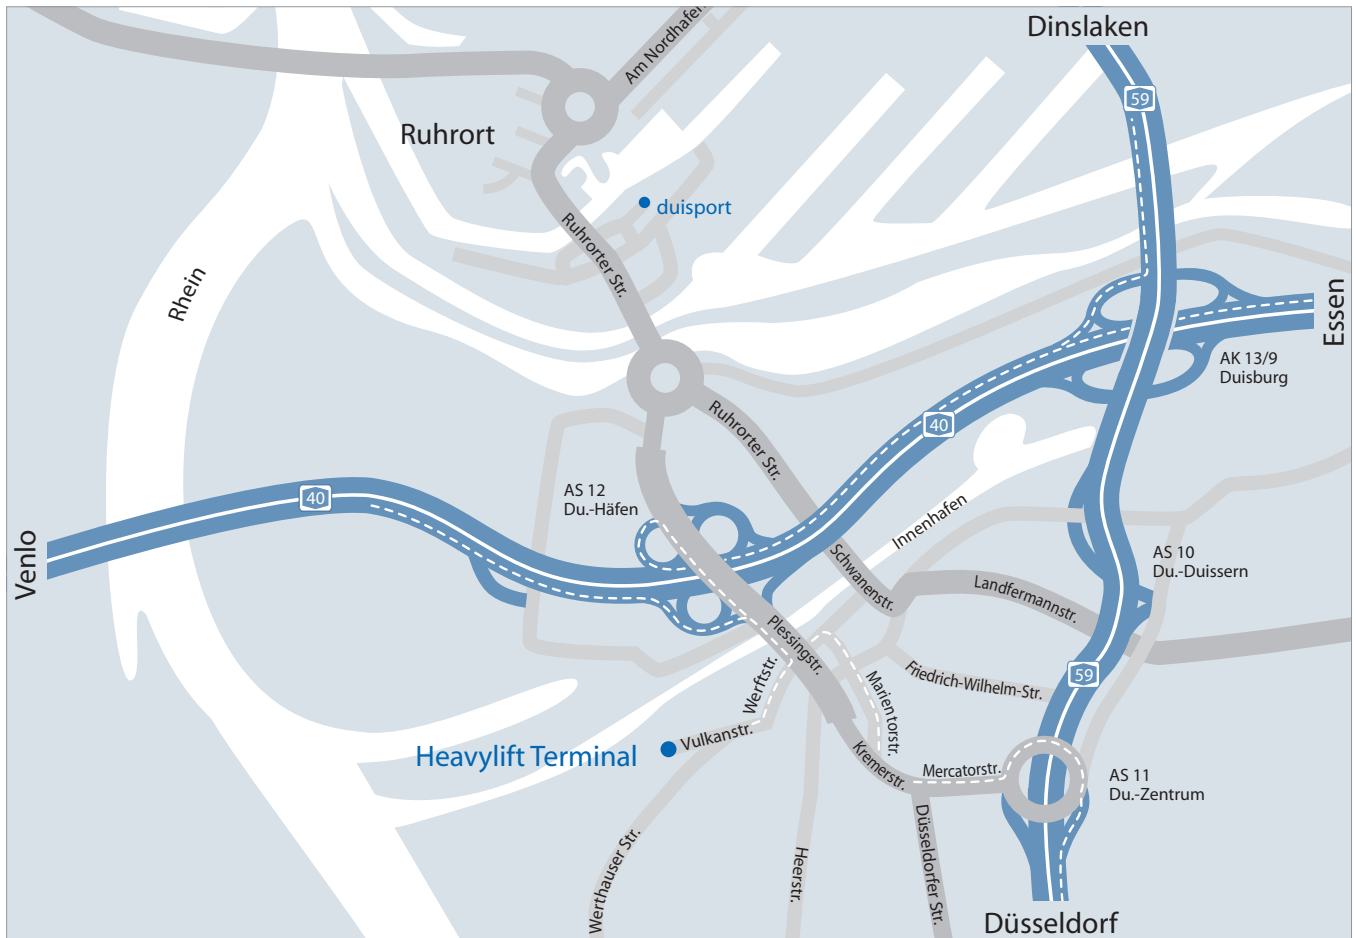 Dinslaken
Am Nordhafen
59
Ruhrort
duisport
Ruhrorter Str.
Rhein
Essen
AK 13/9
Duisburg
Ruhrorter Str.
40
40
AS 12
Du.-Häfen
Innenhafen
Venlo
Schwanenstr.
AS 10
Du.-Duissern
Landfermannstr.
Plessingstr.
Werftstr.
Marientorstr.
Friedrich-Wilhelm-Str.
59
Vulkanstr.
Heavylift Terminal
Kremerstr.
Mercatorstr.
AS 11
Du.-Zentrum
Werthauser Str.
Heerstr.
Düsseldorfer Str.
Düsseldorf